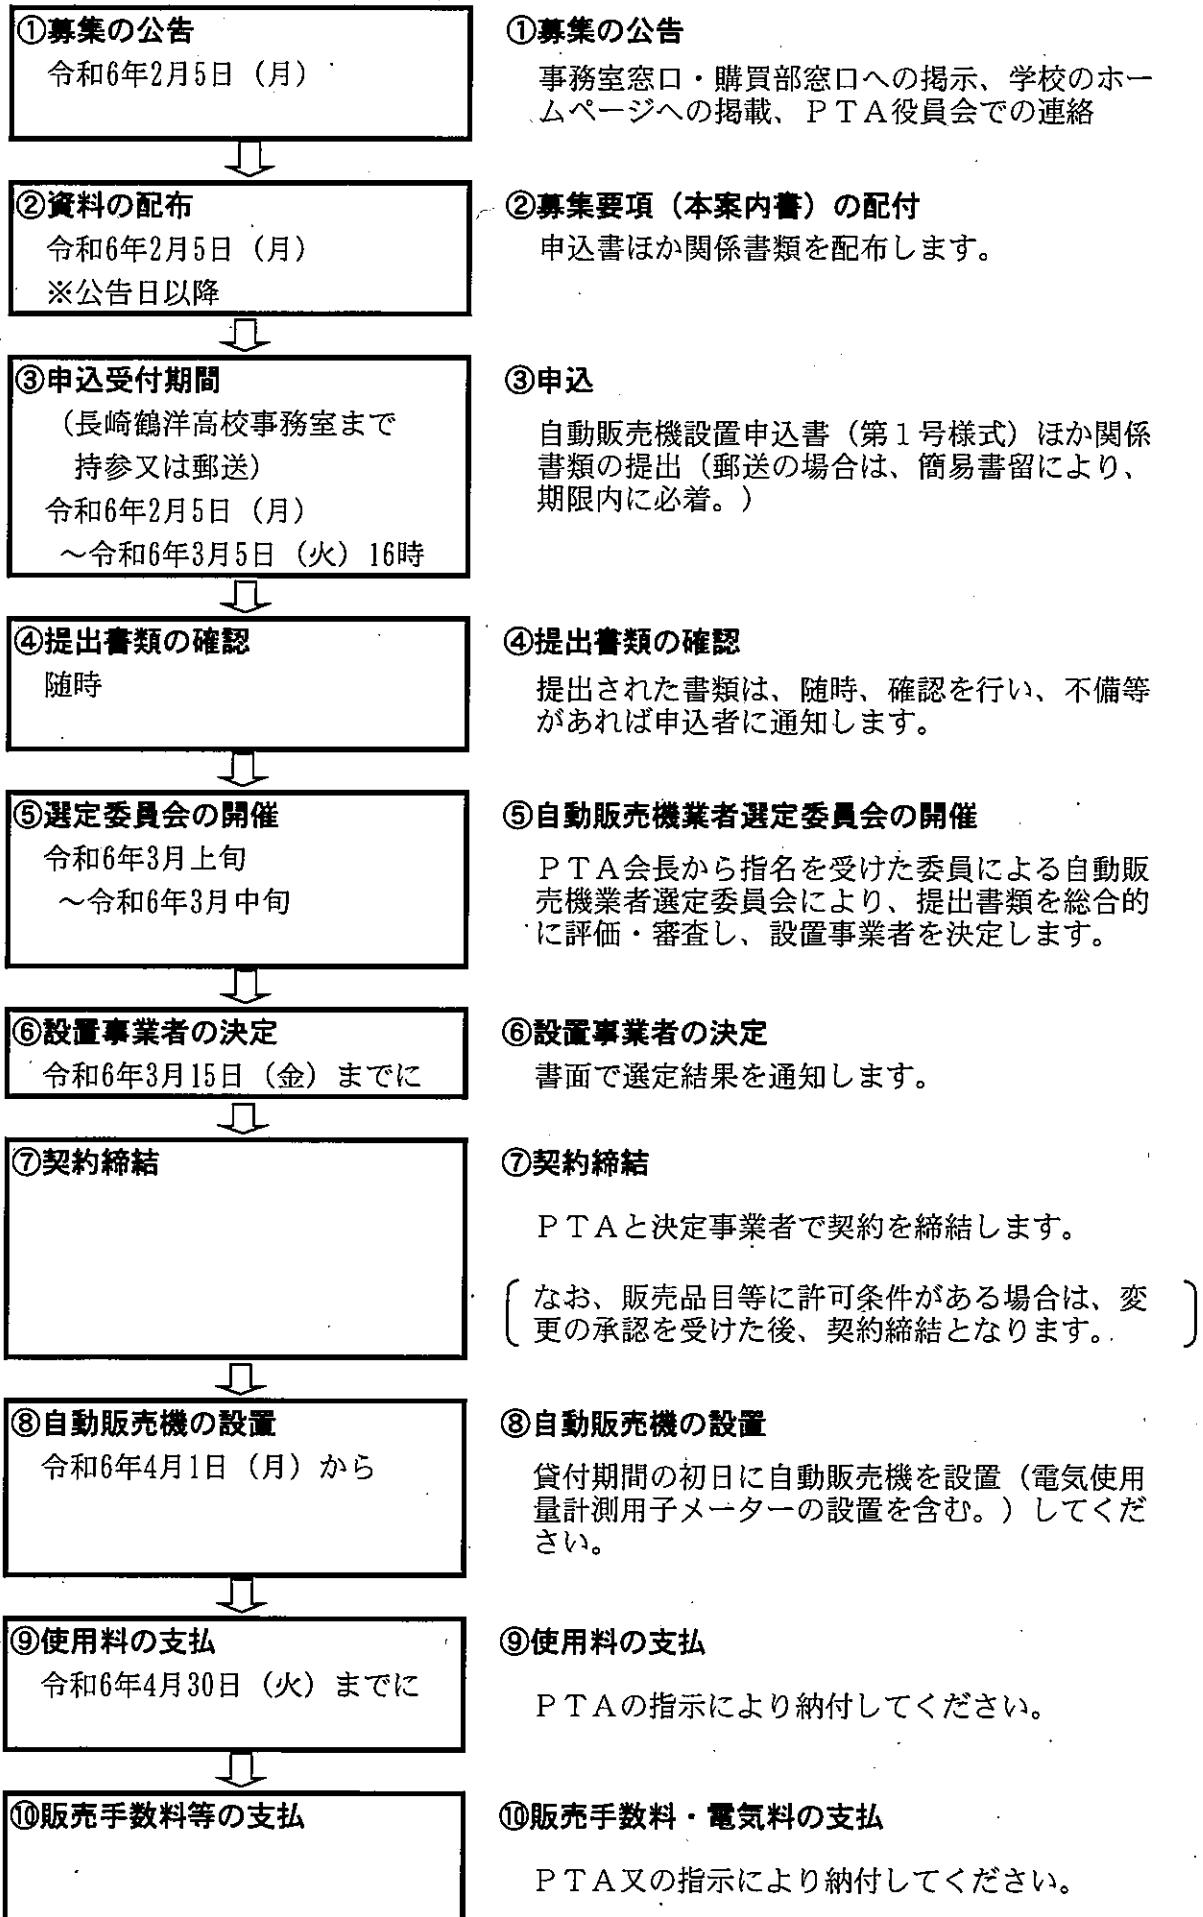 ①募集の公告
令和6年2月5日（月）
①募集の公告
事務室窓口・購買部窓口への掲示、学校のホー
ムページへの掲載、ＰＴＡ役員会での連絡
②資料の配布
令和6年2月5日（月）
※公告日以降
②募集要項（本案内書）の配付
申込書ほか関係書類を配布します。
③申込受付期間
（長崎鶴洋高校事務室まで
持参又は郵送）
令和6年2月5日（月）
～令和6年3月5日（火）16時
③申込
自動販売機設置申込書（第１号様式）ほか関係
書類の提出（郵送の場合は、簡易書留により、
期限内に必着。）
④提出書類の確認
随時
④提出書類の確認
提出された書類は、随時、確認を行い、不備等
があれば申込者に通知します。
⑤選定委員会の開催
令和6年3月上旬
～令和6年3月中旬
⑤自動販売機業者選定委員会の開催
ＰＴＡ会長から指名を受けた委員による自動販
売機業者選定委員会により、提出書類を総合的
に評価・審査し、設置事業者を決定します。
⑥設置事業者の決定
令和6年3月15日（金）までに
⑥設置事業者の決定
書面で選定結果を通知します。
⑦契約締結
⑦契約締結
ＰＴＡと決定事業者で契約を締結します。
なお、販売品目等に許可条件がある場合は、変
更の承認を受けた後、契約締結となります。
⑧自動販売機の設置
令和6年4月1日（月）から
⑧自動販売機の設置
貸付期間の初日に自動販売機を設置（電気使用
量計測用子メーターの設置を含む。）してくだ
さい。
⑨使用料の支払
令和6年4月30日（火）までに
⑨使用料の支払
ＰＴＡの指示により納付してください。
⑩販売手数料等の支払
⑩販売手数料・電気料の支払
ＰＴＡ又の指示により納付してください。